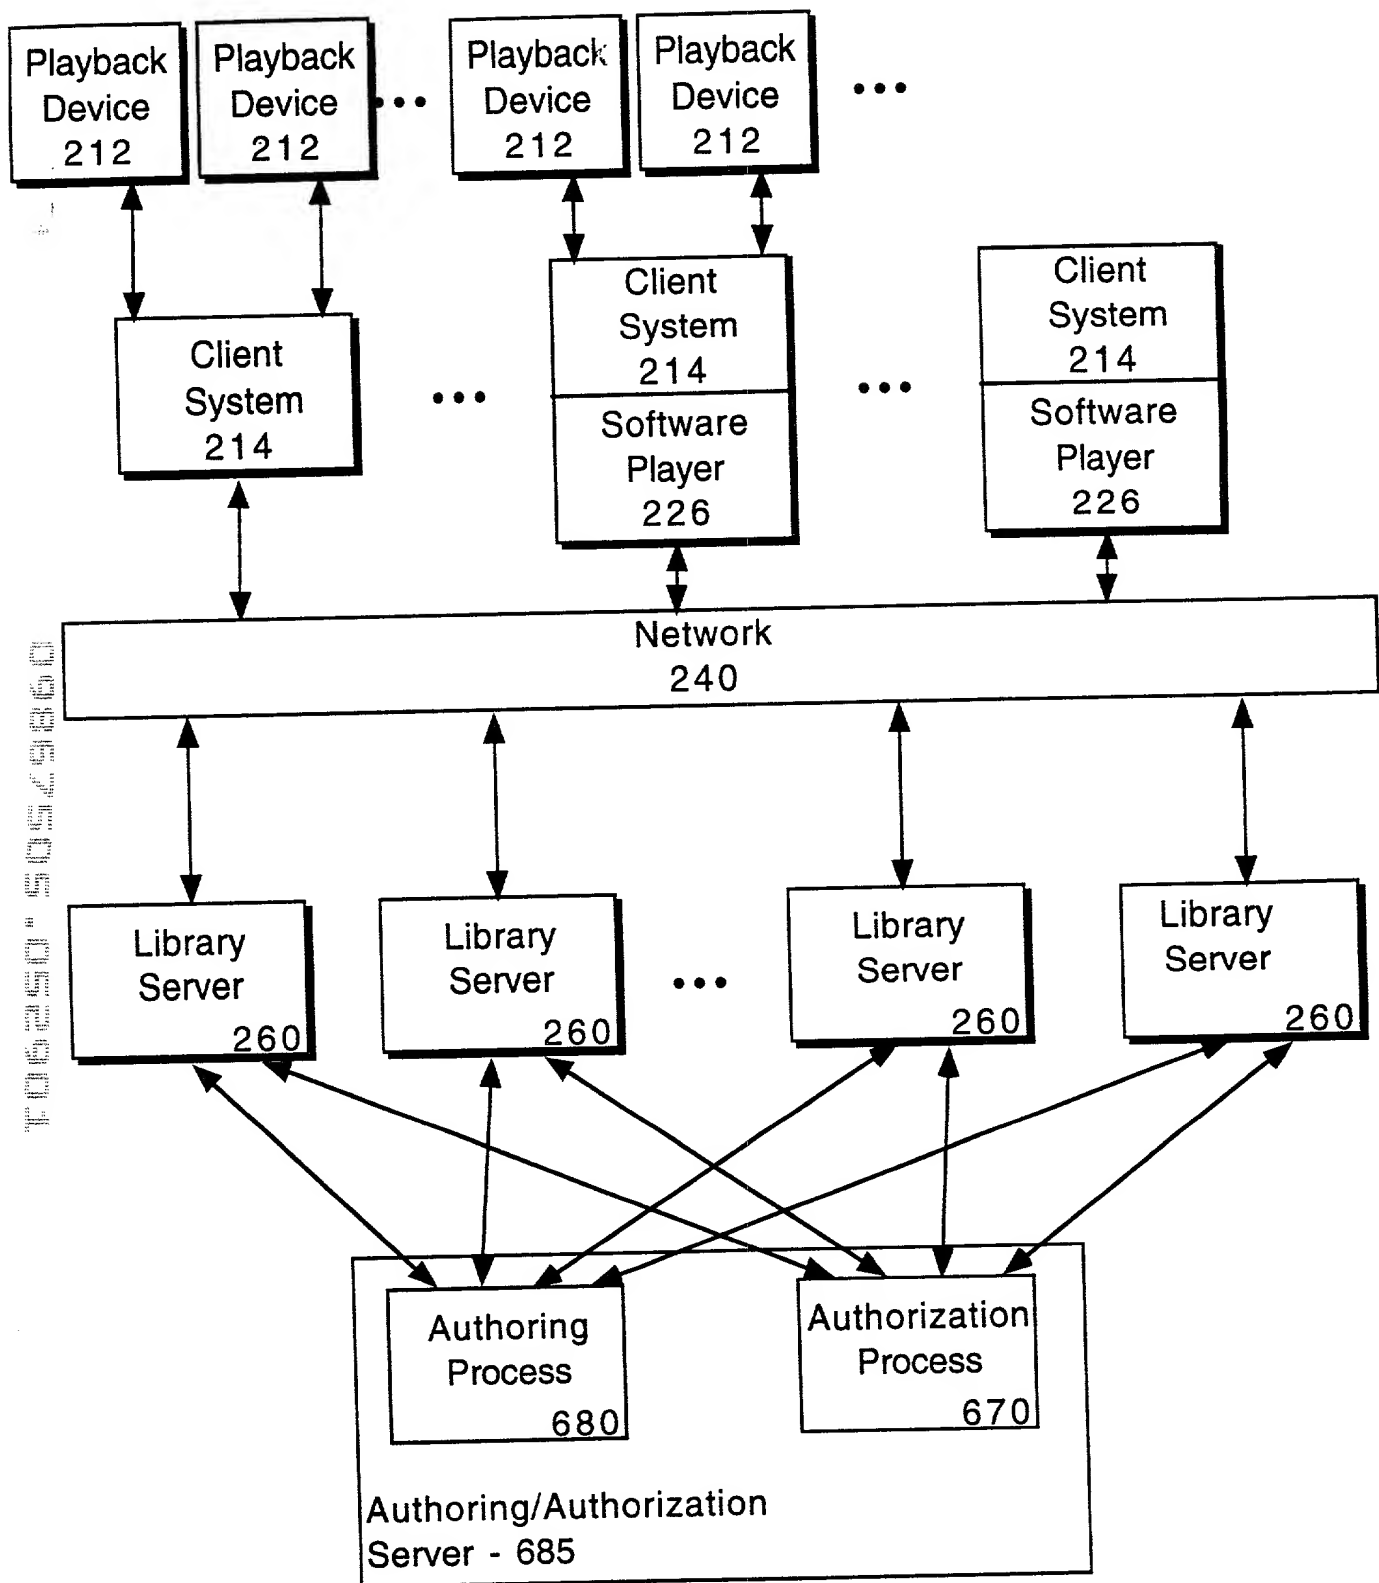 Playback
Device
212
Playback
Device
212
...
Playback
Device
212
Playback
Device
212
...
Client
System
214
...
Client
System
214
Software
Player
226
...
Client
System
214
Software
Player
226
Network
240
Library
Server
260
Library
Server
260
...
Library
Server
260
Library
Server
260
Authoring
Process
680
Authorization
Process
670
Authoring/Authorization
Server - 685